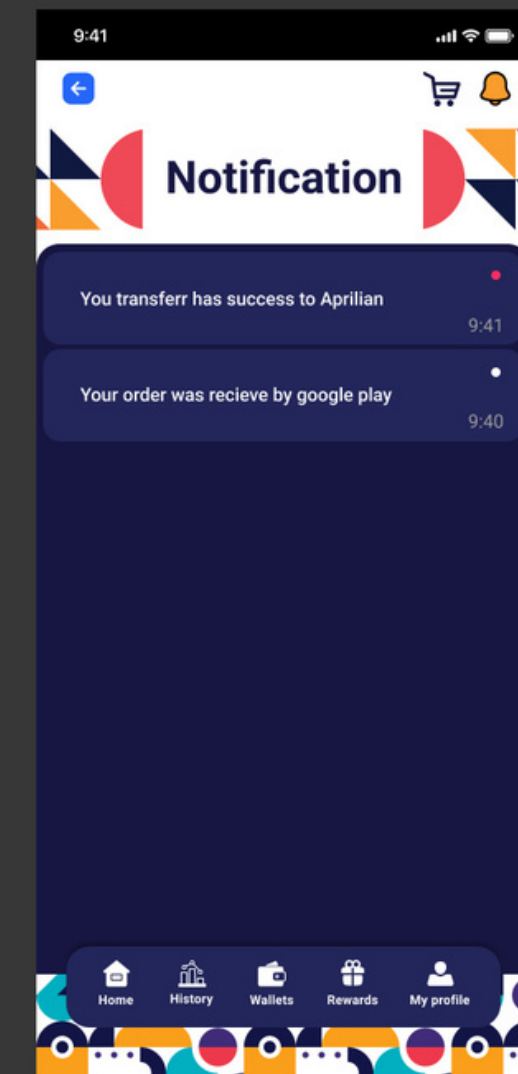 9:41
Notification
You transferr has success to Aprilian
9:41
Your order was recieve by google play
9:40
Home
History
Wallets
Rewards
My profile